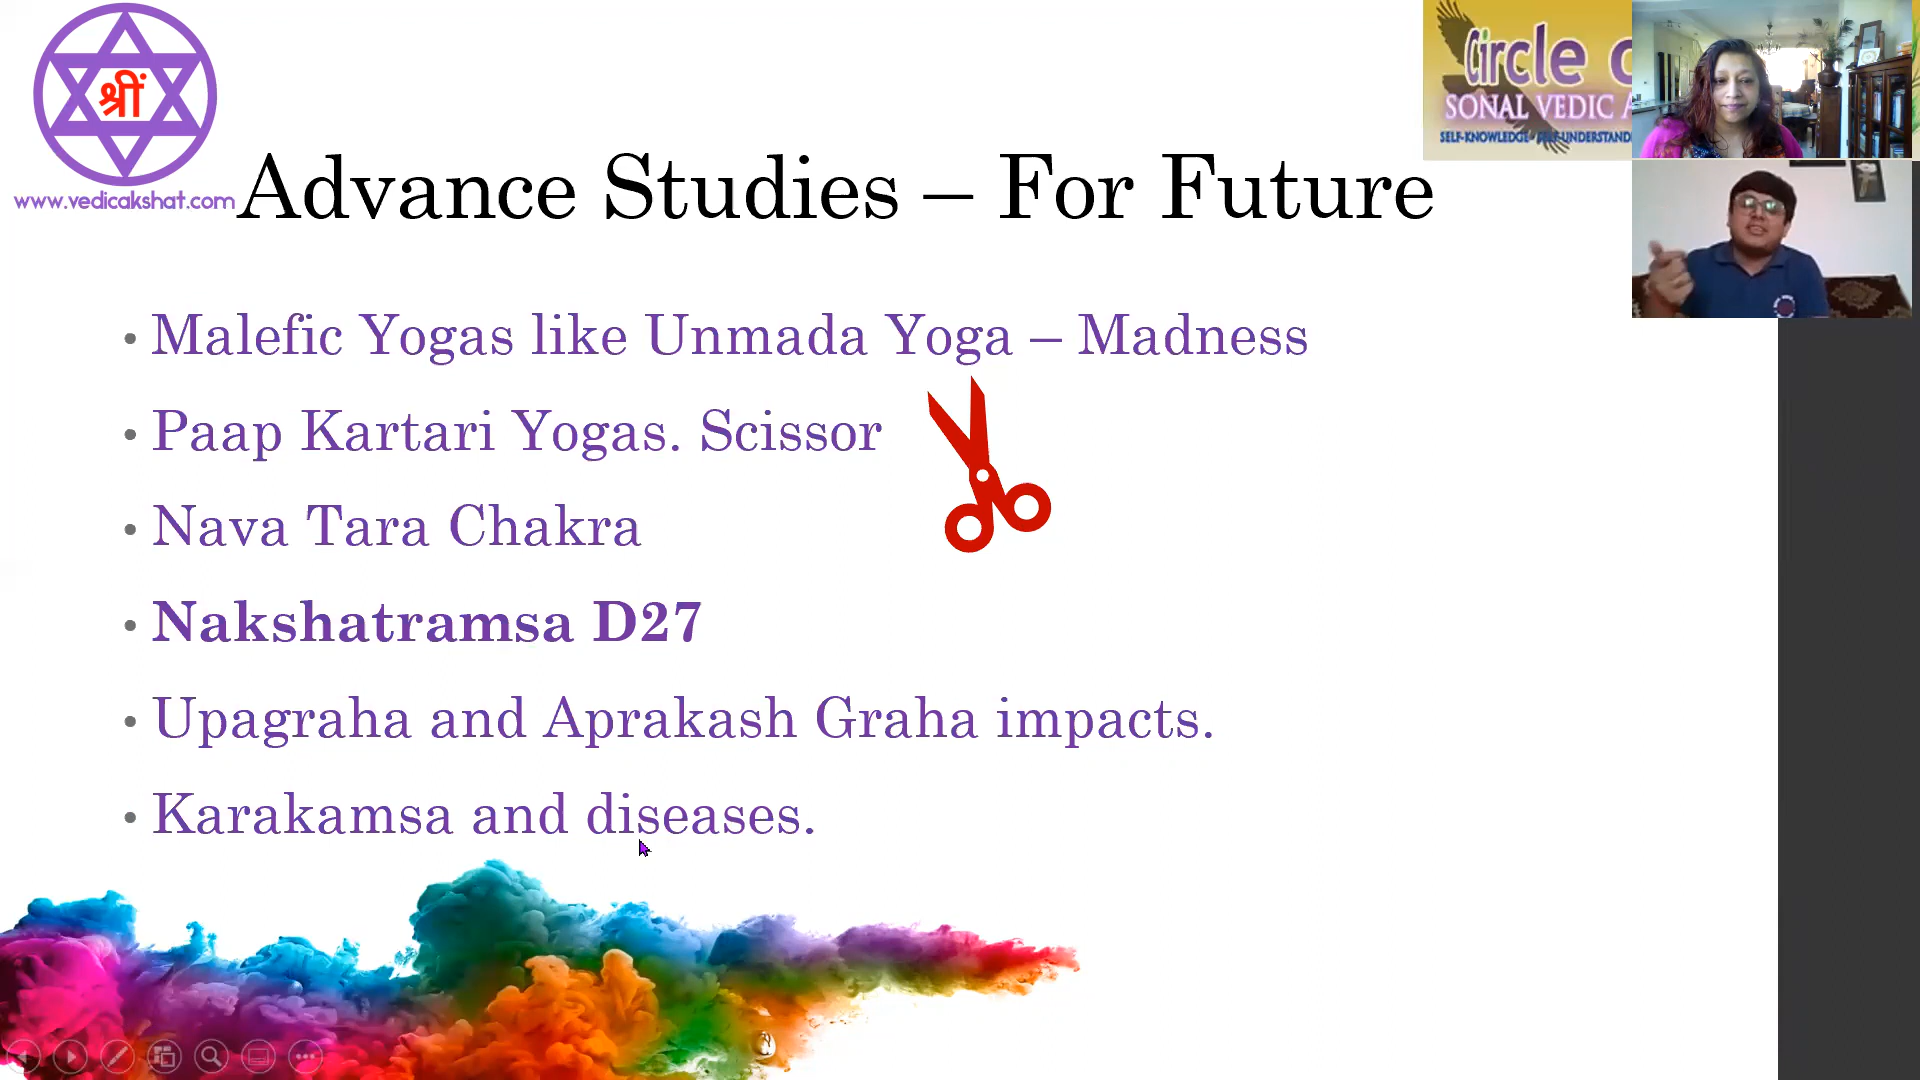 श्रीं
www.vedicakshat.com
Circle
SONAL VEDIC
SELF-KNOWLEDGE
Advance Studies – For Future
• Malefic Yogas like Unmada Yoga – Madness
• Paap Kartari Yogas. Scissor
• Nava Tara Chakra
• Nakshatramsa D27
• Upagraha and Aprakash Graha impacts.
• Karakamsa and diseases.